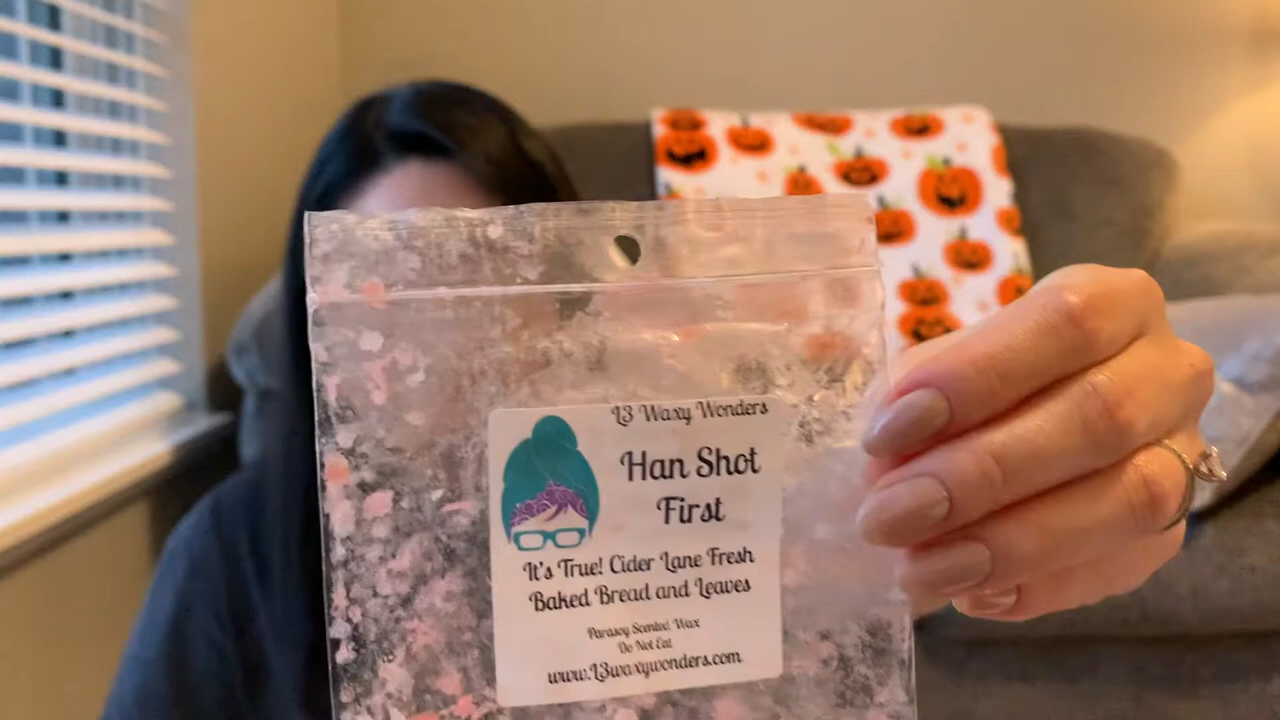 L3 Waxy Wonders
Han Shot
First
It's True! Cider Lane Fresh
Baked Bread and Leaves
Parasoy Scented Wax
Do Not Eat
www.L3waxywonders.com